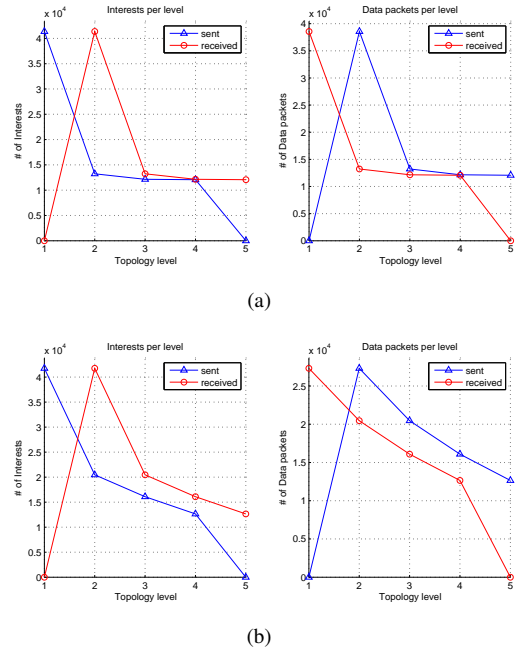 Interests per level
x 10^4
sent
received
4
3.5
3
2.5
2
1.5
1
0.5
0
# of Interests
1 2 3 4 5
Topology level
Data packets per level
x 10^4
sent
received
4
3.5
3
2.5
2
1.5
1
0.5
0
# of Data packets
1 2 3 4 5
Topology level
(a)
Interests per level
x 10^4
sent
received
4
3.5
3
2.5
2
1.5
1
0.5
0
# of Interests
1 2 3 4 5
Topology level
Data packets per level
x 10^4
sent
received
2.5
2
1.5
1
0.5
0
# of Data packets
1 2 3 4 5
Topology level
(b)